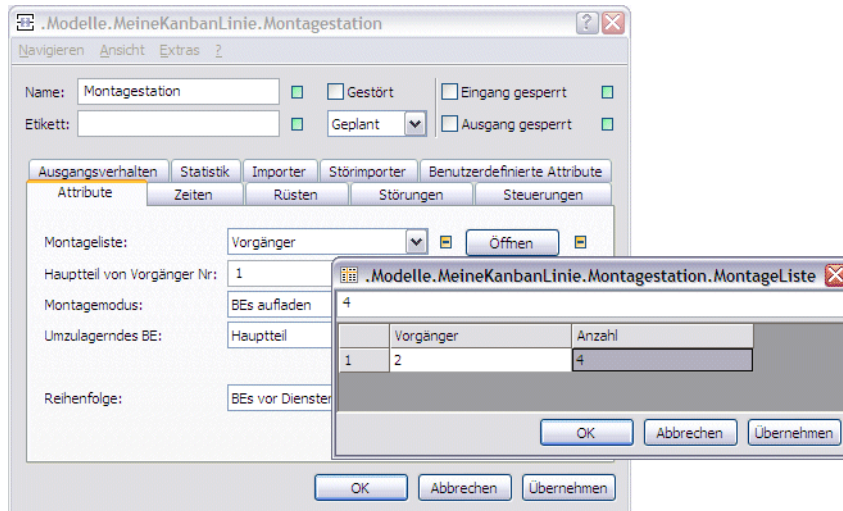 .Modelle.MeineKanbanLinie.Montagestation
Navigieren Ansicht Extras ?
Name: Montagestation Gestört Eingang gesperrt
Etikett: Geplant Ausgang gesperrt
Ausgangsverhalten Statistik Importer Störimporter Benutzerdefinierte Attribute
Attribute Zeiten Rüsten Störungen Steuerungen
Montageliste: Vorgänger Öffnen
Hauptteil von Vorgänger Nr: 1
Montagemodus: BEs aufladen
Umzulagerndes BE: Hauptteil
Reihenfolge: BEs vor Dienster
.Modelle.MeineKanbanLinie.Montagestation.MontageListe
4
Vorgänger Anzahl
1 2 4
OK Abbrechen Übernehmen
OK Abbrechen Übernehmen